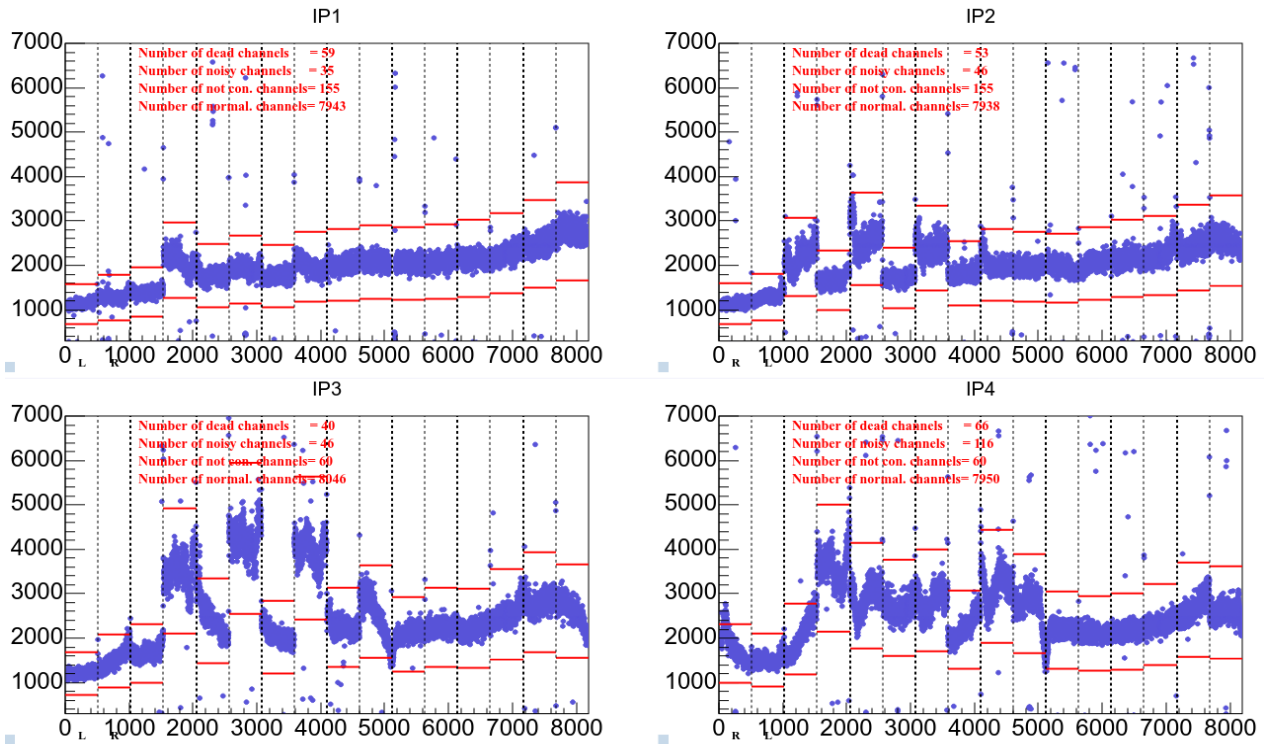 IP1
7000
6000
5000
4000
3000
2000
1000
Number of dead channels = 59
Number of noisy channels = 35
Number of not con. channels= 155
Number of normal. channels= 7943
0 1000 2000 3000 4000 5000 6000 7000 8000
L R
IP2
7000
6000
5000
4000
3000
2000
1000
Number of dead channels = 53
Number of noisy channels = 46
Number of not con. channels= 155
Number of normal. channels= 7938
0 1000 2000 3000 4000 5000 6000 7000 8000
R L
IP3
7000
6000
5000
4000
3000
2000
1000
Number of dead channels = 40
Number of noisy channels = 46
Number of not con. channels= 60
Number of normal. channels= 8046
0 1000 2000 3000 4000 5000 6000 7000 8000
L R
IP4
7000
6000
5000
4000
3000
2000
1000
Number of dead channels = 66
Number of noisy channels = 116
Number of not con. channels= 60
Number of normal. channels= 7950
0 1000 2000 3000 4000 5000 6000 7000 8000
R L